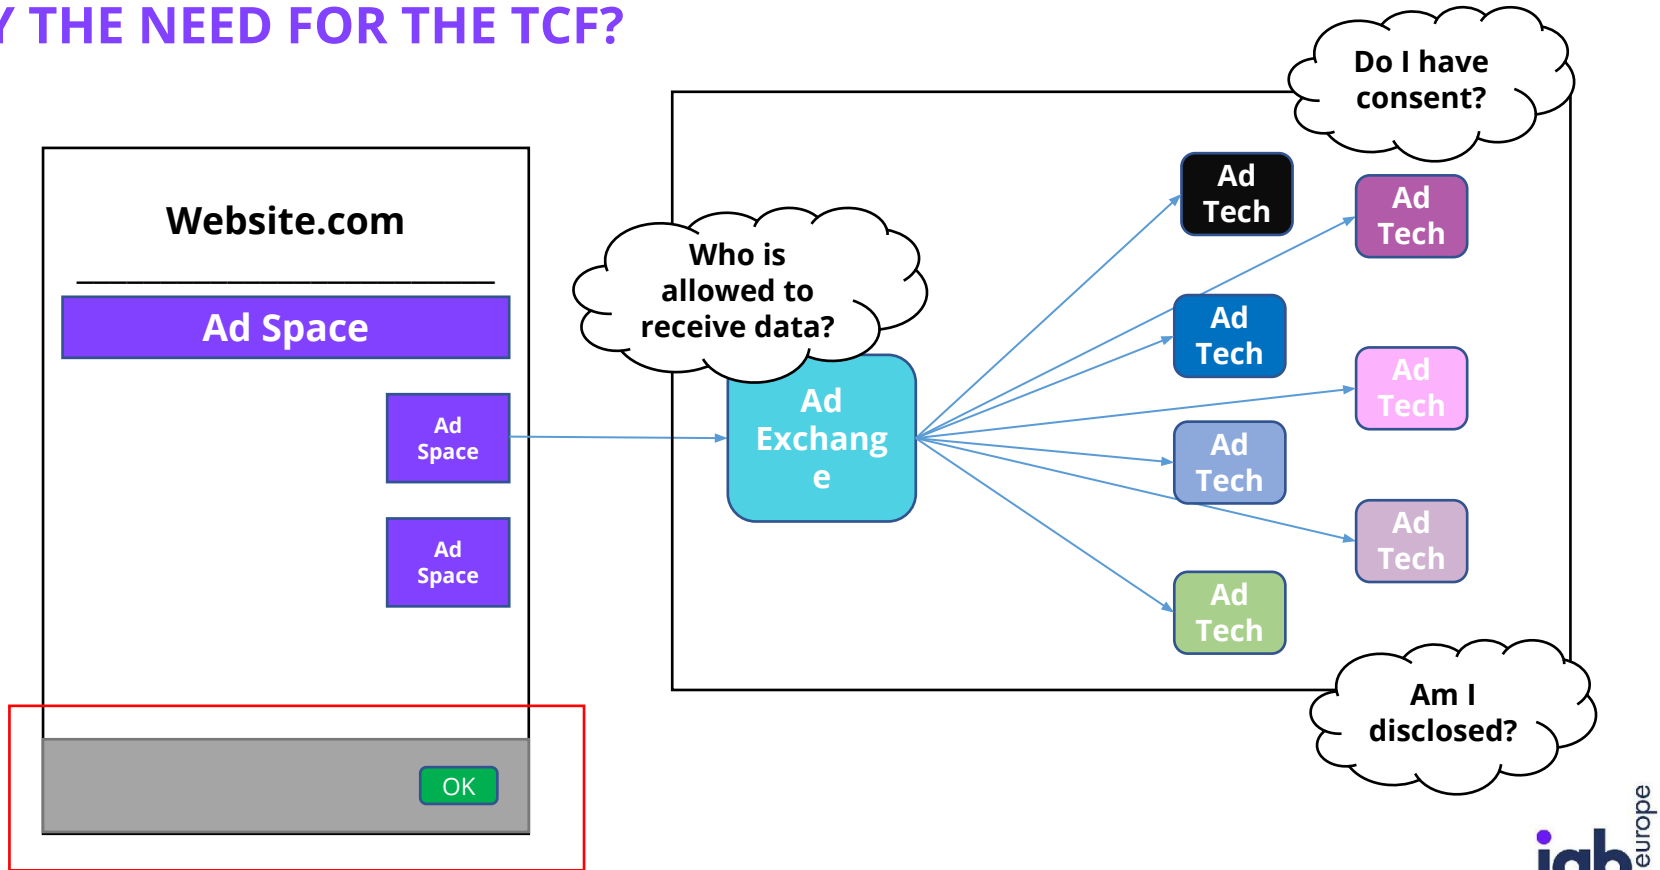 Y THE NEED FOR THE TCF?
Do I have
consent?
Website.com
Ad Space
Ad
Space
Ad
Space
OK
Who is
allowed to
receive data?
Ad
Exchang
e
Ad
Tech
Ad
Tech
Ad
Tech
Ad
Tech
Ad
Tech
Ad
Tech
Ad
Tech
Am I
disclosed?
iab
europe